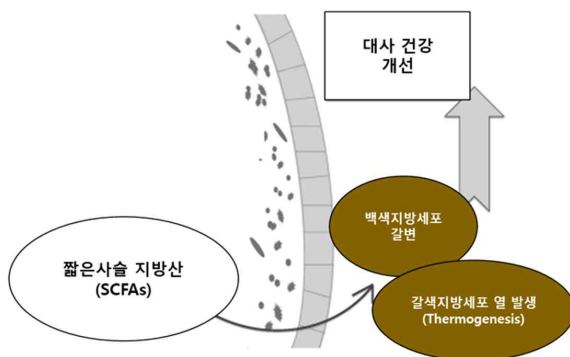 대사 건강
개선
백색지방세포
갈변
짧은사슬 지방산
(SCFAs)
갈색지방세포 열 발생
(Thermogenesis)